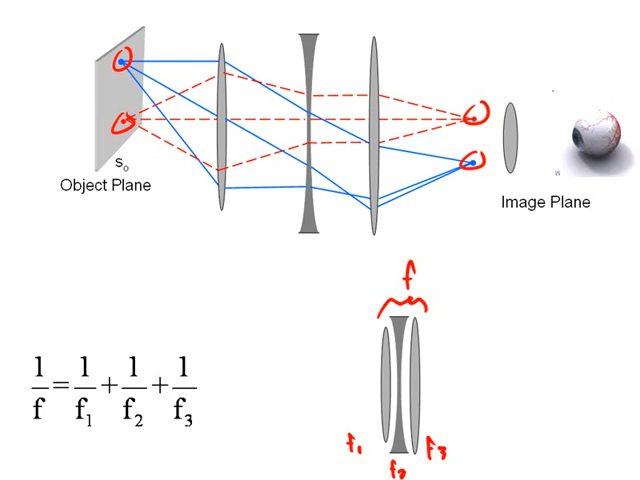 s₀
Object Plane
Image Plane
f
1/f = 1/f₁ + 1/f₂ + 1/f₃
f₁
f₂
f₃